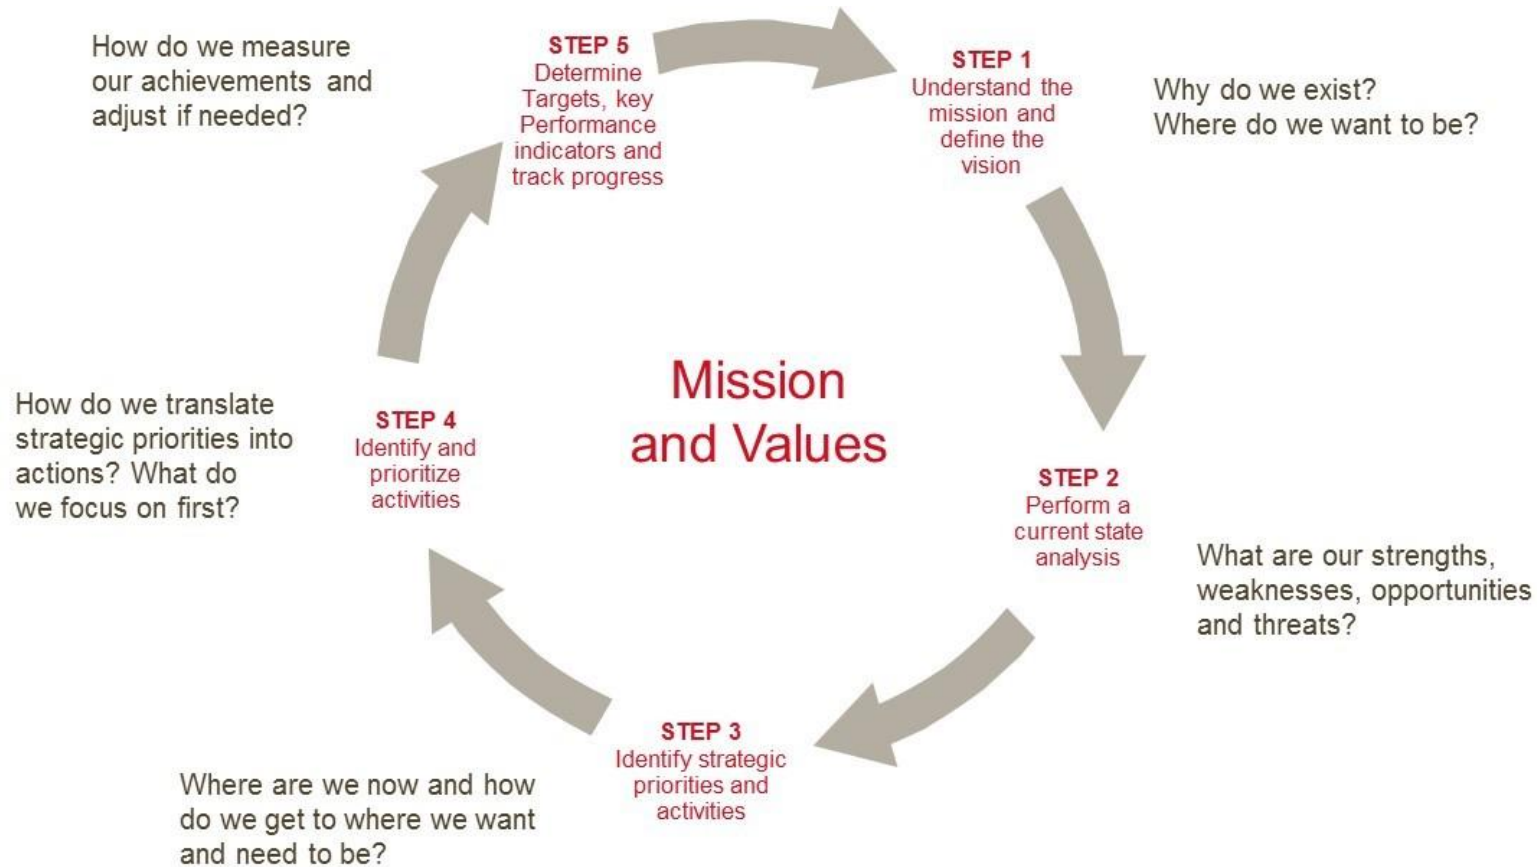 STEP 1
Understand the
mission and
define the
vision
Why do we exist?
Where do we want to be?
STEP 2
Perform a
current state
analysis
What are our strengths,
weaknesses, opportunities
and threats?
STEP 3
Identify strategic
priorities and
activities
Where are we now and how
do we get to where we want
and need to be?
STEP 4
Identify and
prioritize
activities
How do we translate
strategic priorities into
actions? What do
we focus on first?
STEP 5
Determine
Targets, key
Performance
indicators and
track progress
How do we measure
our achievements and
adjust if needed?
Mission
and Values